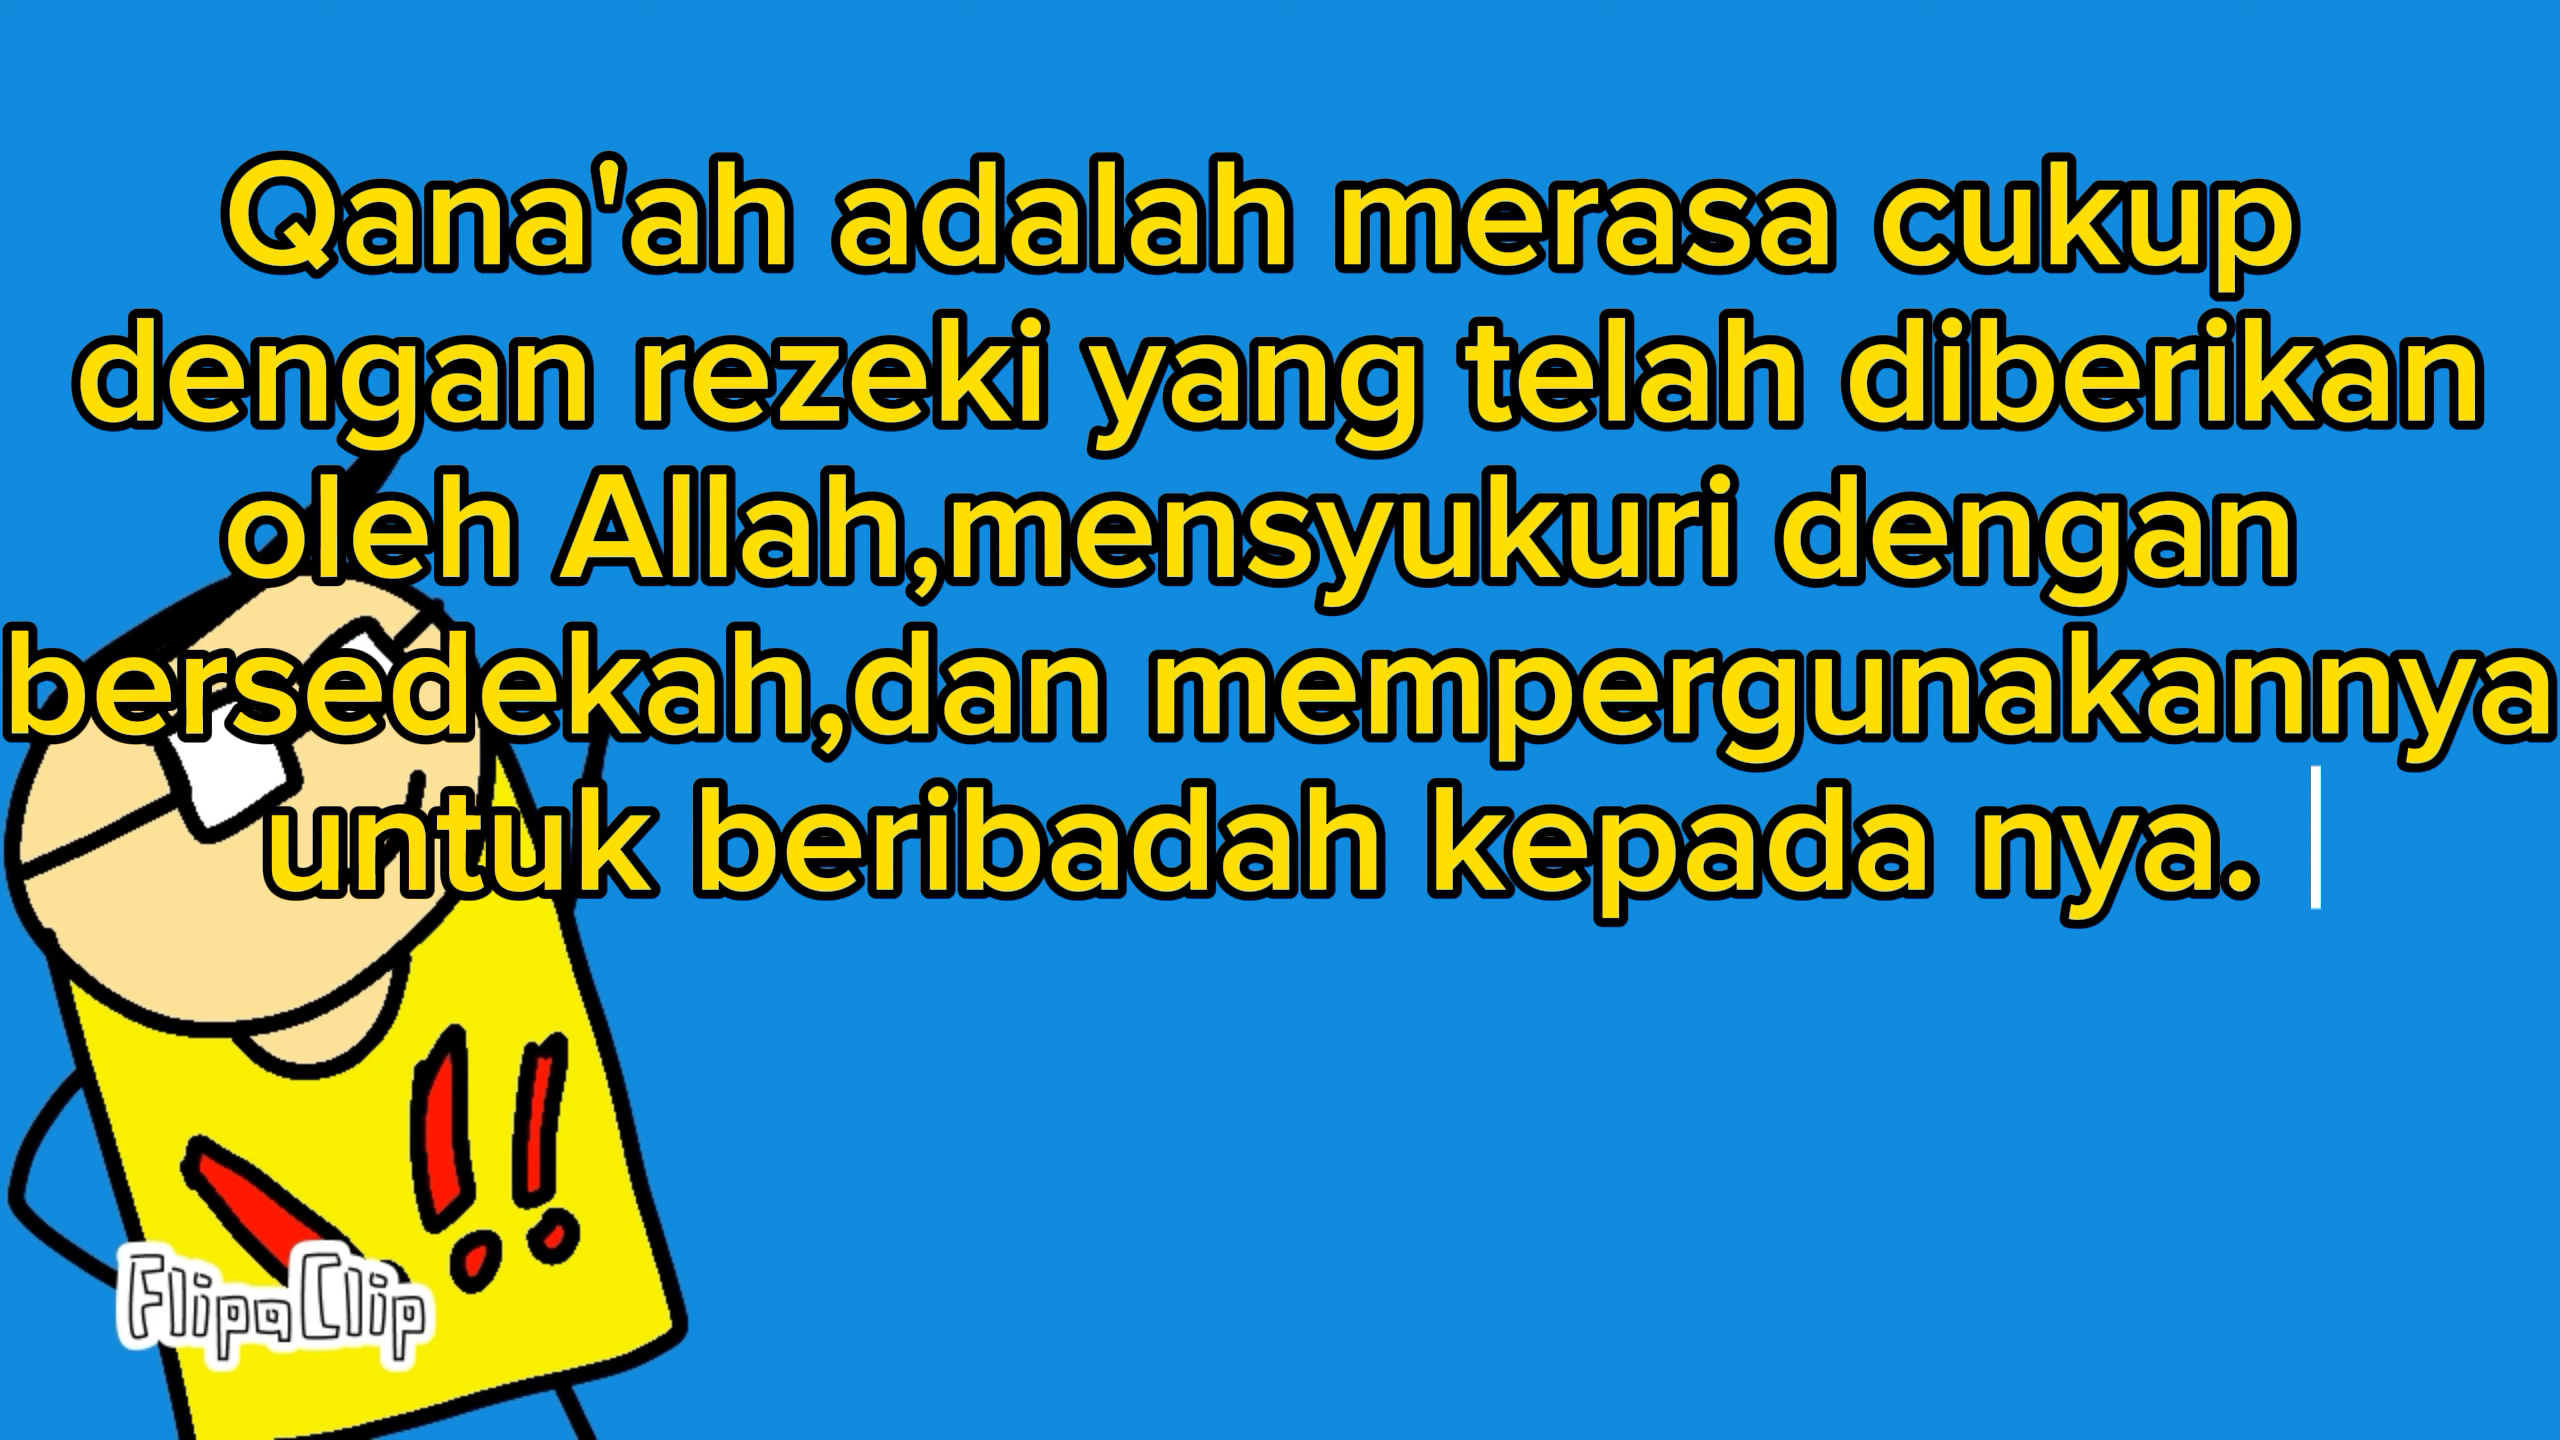 Qana'ah adalah merasa cukup
dengan rezeki yang telah diberikan
oleh Allah,mensyukuri dengan
bersedekah,dan mempergunakannya
untuk beribadah kepada nya.
!!
FlipaClip